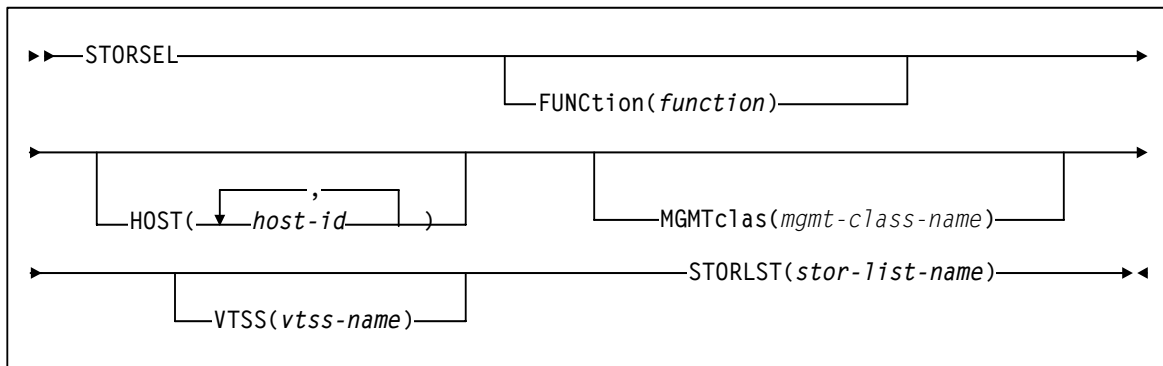 STORSEL
FUNCtion(function)
,
HOST( host-id ) MGMTclas(mgmt-class-name)
STORLST(stor-list-name)
VTSS(vtss-name)